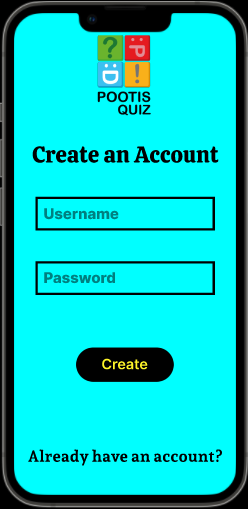 ? P
:D !
POOTIS
QUIZ
Create an Account
Username
Password
Create
Already have an account?